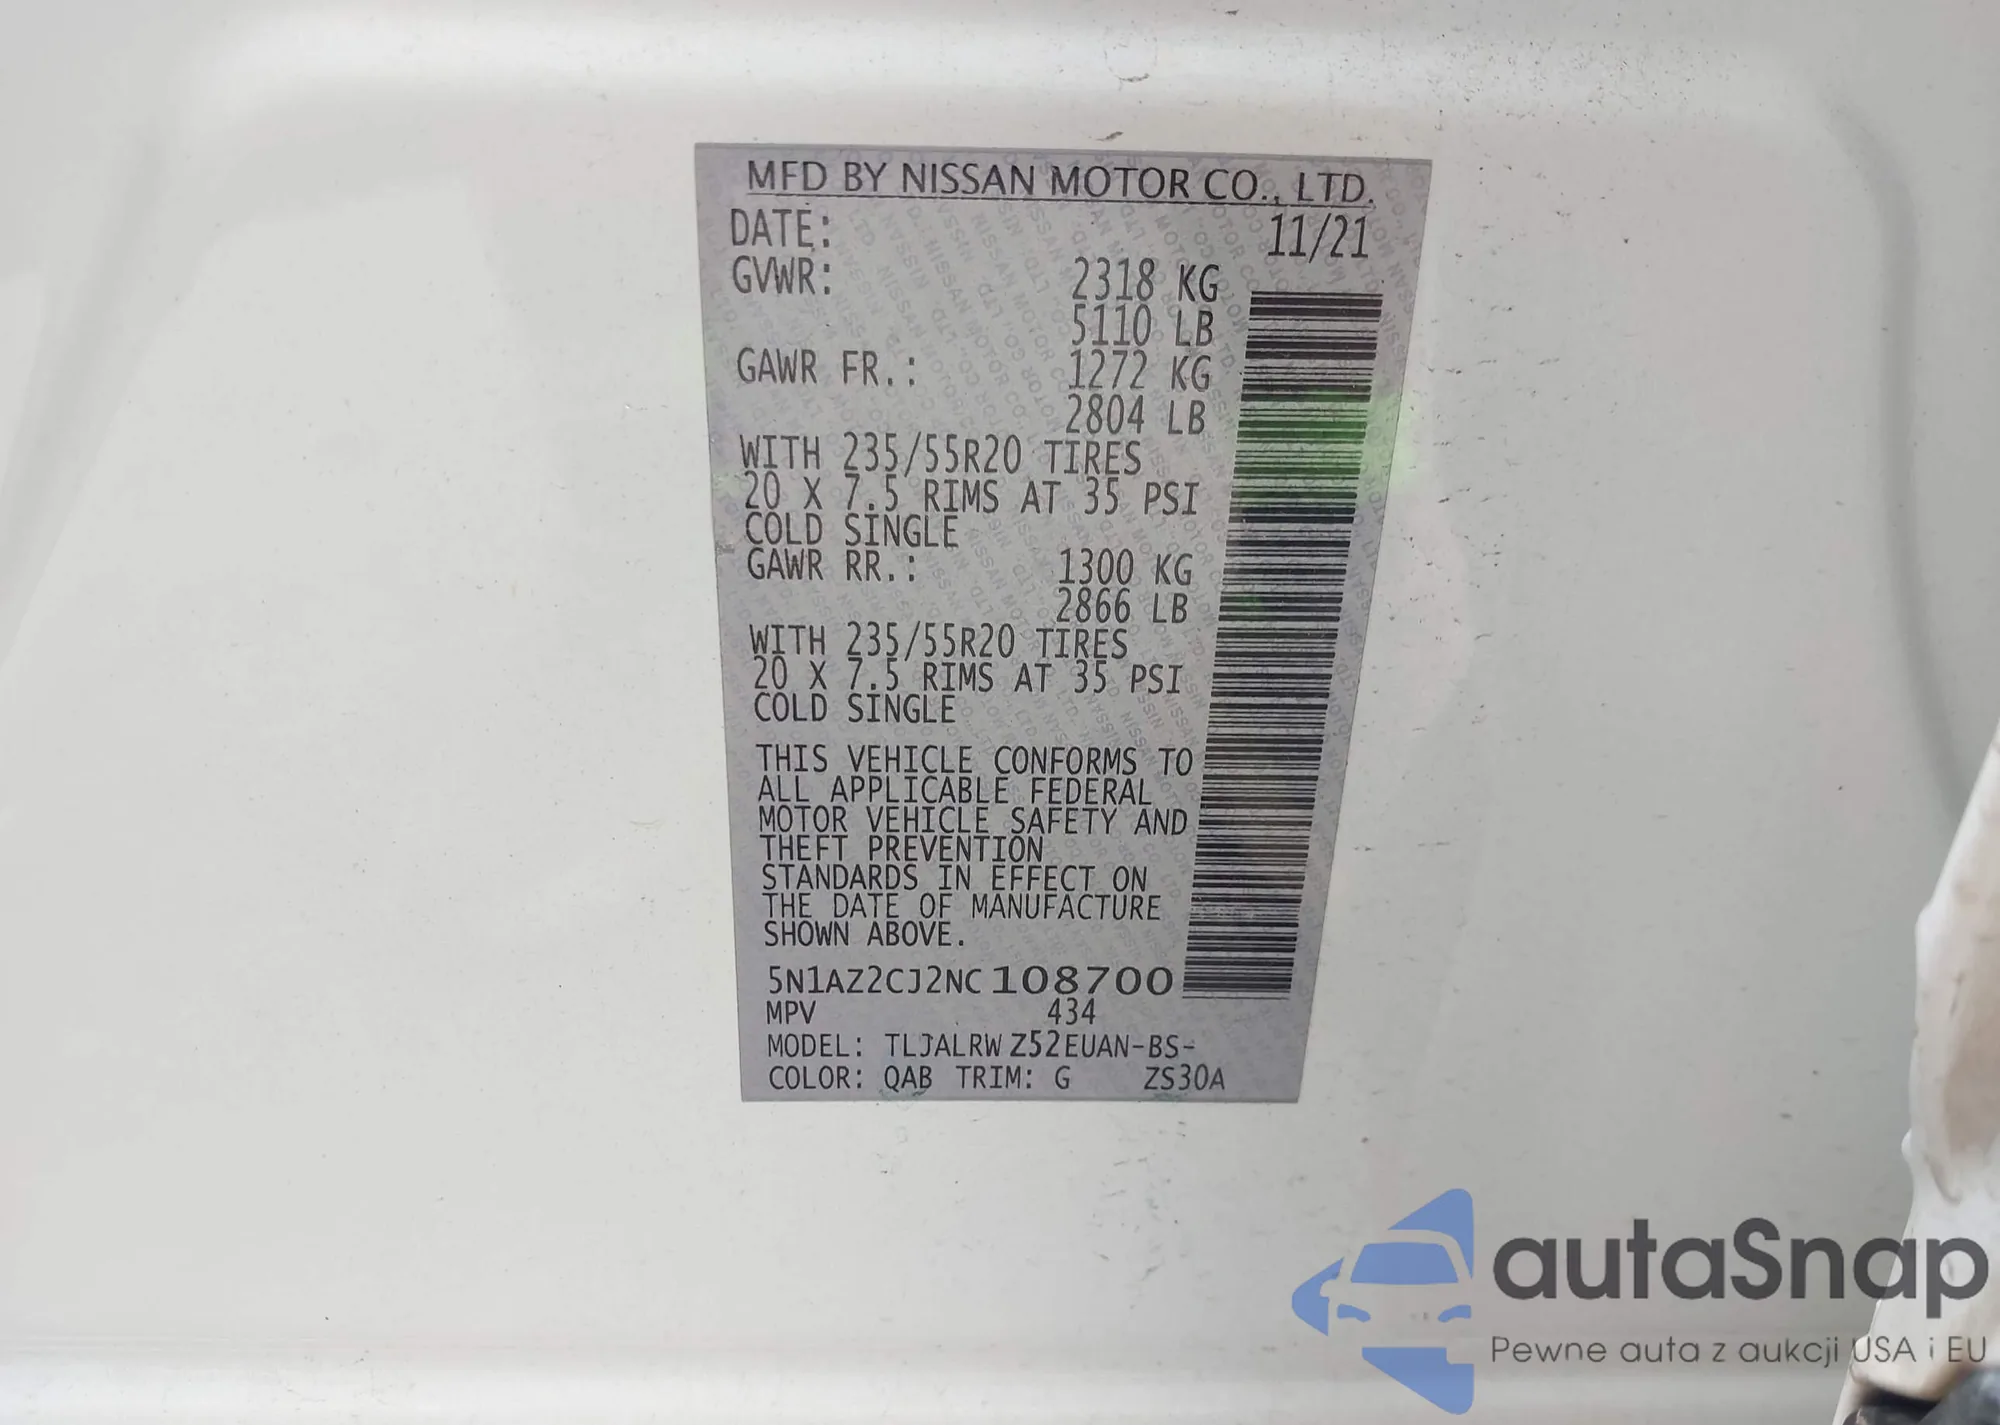 MFD BY NISSAN MOTOR CO., LTD.
DATE: 11/21
GVWR: 2318 KG
5110 LB
GAWR FR.: 1272 KG
2804 LB
WITH 235/55R20 TIRES
20 X 7.5 RIMS AT 35 PSI
COLD SINGLE
GAWR RR.: 1300 KG
2866 LB
WITH 235/55R20 TIRES
20 X 7.5 RIMS AT 35 PSI
COLD SINGLE
THIS VEHICLE CONFORMS TO
ALL APPLICABLE FEDERAL
MOTOR VEHICLE SAFETY AND
THEFT PREVENTION
STANDARDS IN EFFECT ON
THE DATE OF MANUFACTURE
SHOWN ABOVE.
5N1AZ2CJ2NC108700
MPV 434
MODEL: TLJALRW Z52EUAN-BS-
COLOR: QAB TRIM: G ZS30A
autaSnap
Pewne auta z aukcji USA i EU